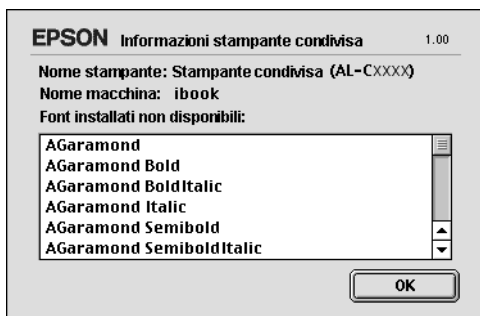 EPSON Informazioni stampante condivisa 1.00
Nome stampante: Stampante condivisa (AL-CXXXX)
Nome macchina: ibook
Font installati non disponibili:
AGaramond
AGaramond Bold
AGaramond BoldItalic
AGaramond Italic
AGaramond Semibold
AGaramond SemiboldItalic
OK